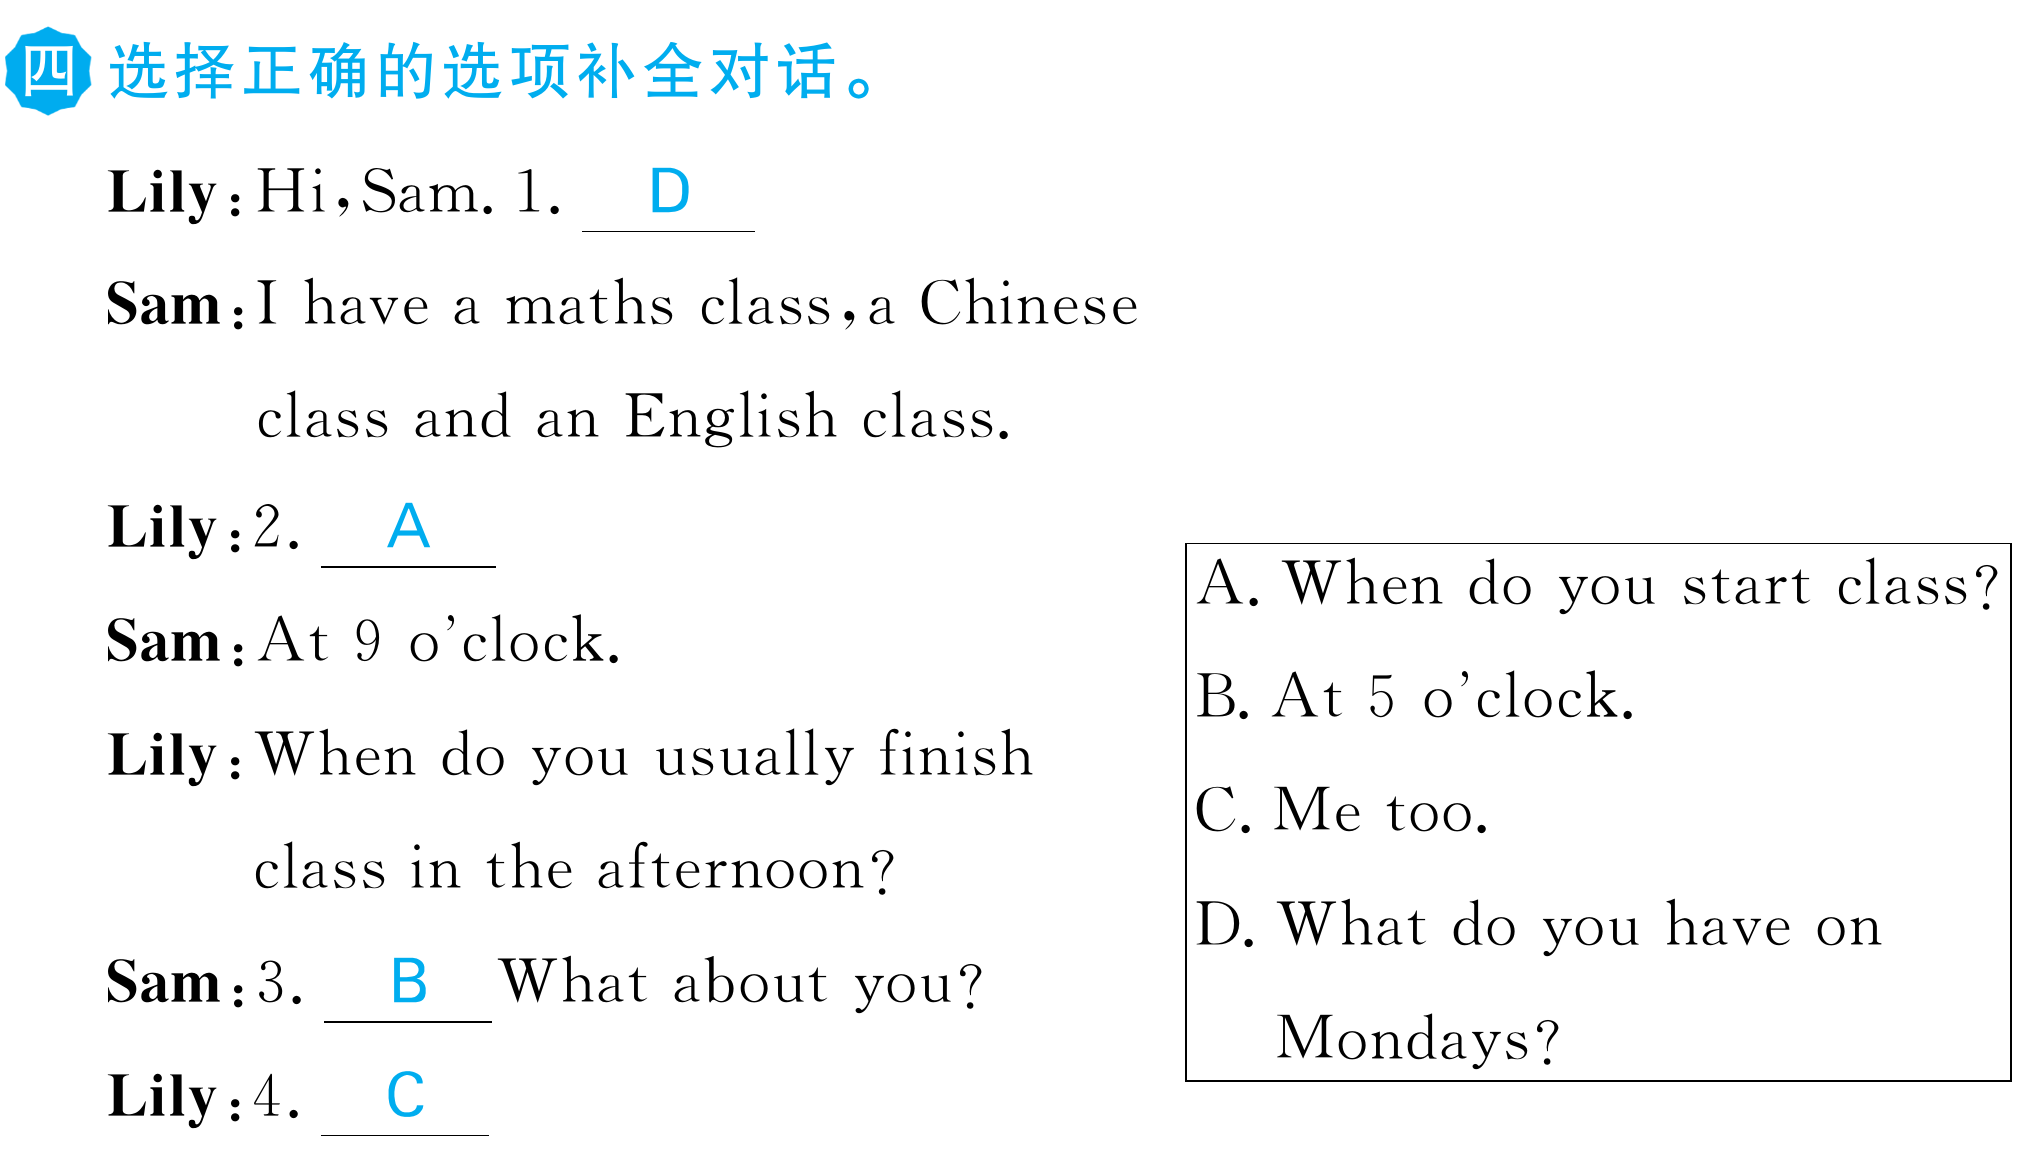 四 选择正确的选项补全对话。
Lily:Hi,Sam. 1. D
Sam:I have a maths class,a Chinese
class and an English class.
Lily:2. A
Sam:At 9 o’clock.
Lily:When do you usually finish
class in the afternoon?
Sam:3. B What about you?
Lily:4. C
A. When do you start class?
B. At 5 o’clock.
C. Me too.
D. What do you have on
Mondays?